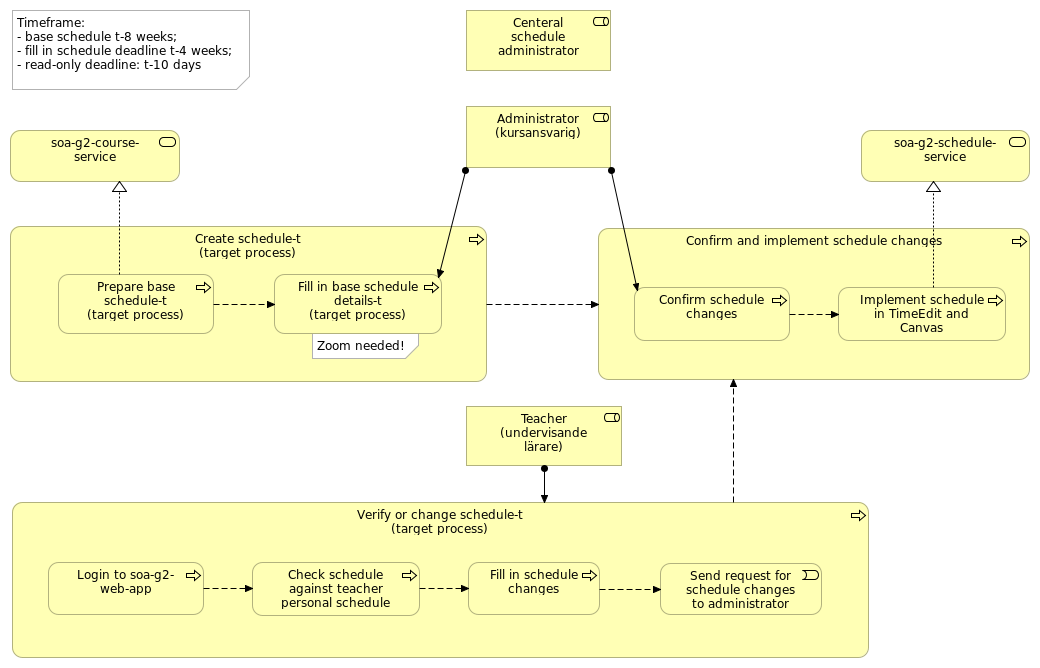 Timeframe:
- base schedule t-8 weeks;
- fill in schedule deadline t-4 weeks;
- read-only deadline: t-10 days
Centeral
schedule
administrator
Administrator
(kursansvarig)
soa-g2-course-
service
soa-g2-schedule-
service
Create schedule-t
(target process)
Prepare base
schedule-t
(target process)
Fill in base schedule
details-t
(target process)
Zoom needed!
Confirm and implement schedule changes
Confirm schedule
changes
Implement schedule
in TimeEdit and
Canvas
Teacher
(undervisande
lärare)
Verify or change schedule-t
(target process)
Login to soa-g2-
web-app
Check schedule
against teacher
personal schedule
Fill in schedule
changes
Send request for
schedule changes
to administrator